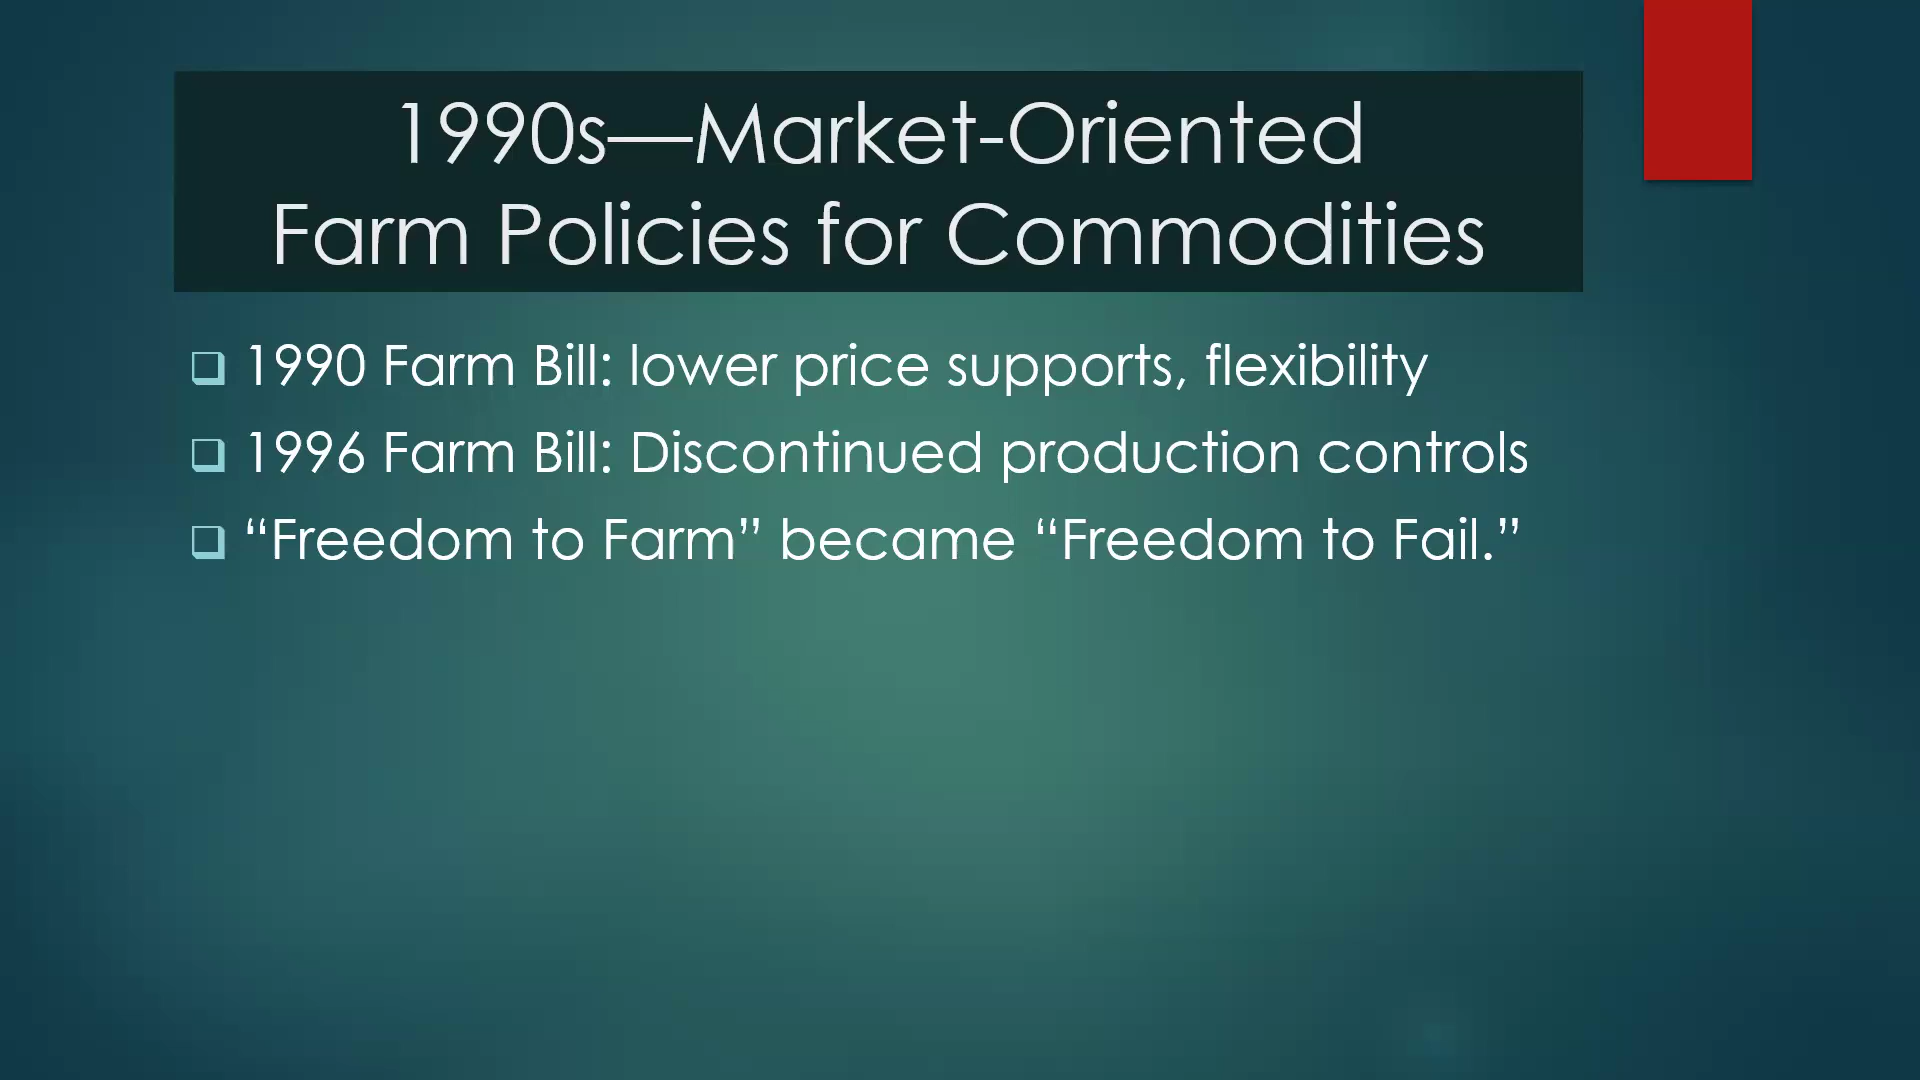 1990s—Market-Oriented
Farm Policies for Commodities
1990 Farm Bill: lower price supports, flexibility
1996 Farm Bill: Discontinued production controls
“Freedom to Farm” became “Freedom to Fail.”